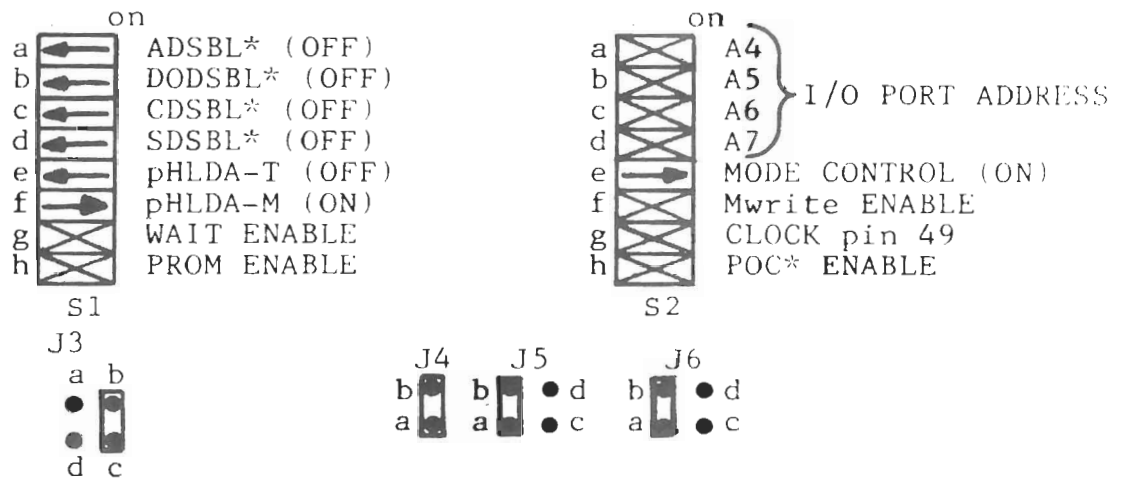 on
a ADSBL* (OFF)
b DODSBL* (OFF)
c CDSBL* (OFF)
d SDSBL* (OFF)
e pHLDA-T (OFF)
f pHLDA-M (ON)
g WAIT ENABLE
h PROM ENABLE
S1
on
a A4
b A5
c A6
d A7
I/O PORT ADDRESS
e MODE CONTROL (ON)
f Mwrite ENABLE
g CLOCK pin 49
h POC* ENABLE
S2
J3
a b
d c
J4
b
a
J5
b d
a c
J6
b d
a c